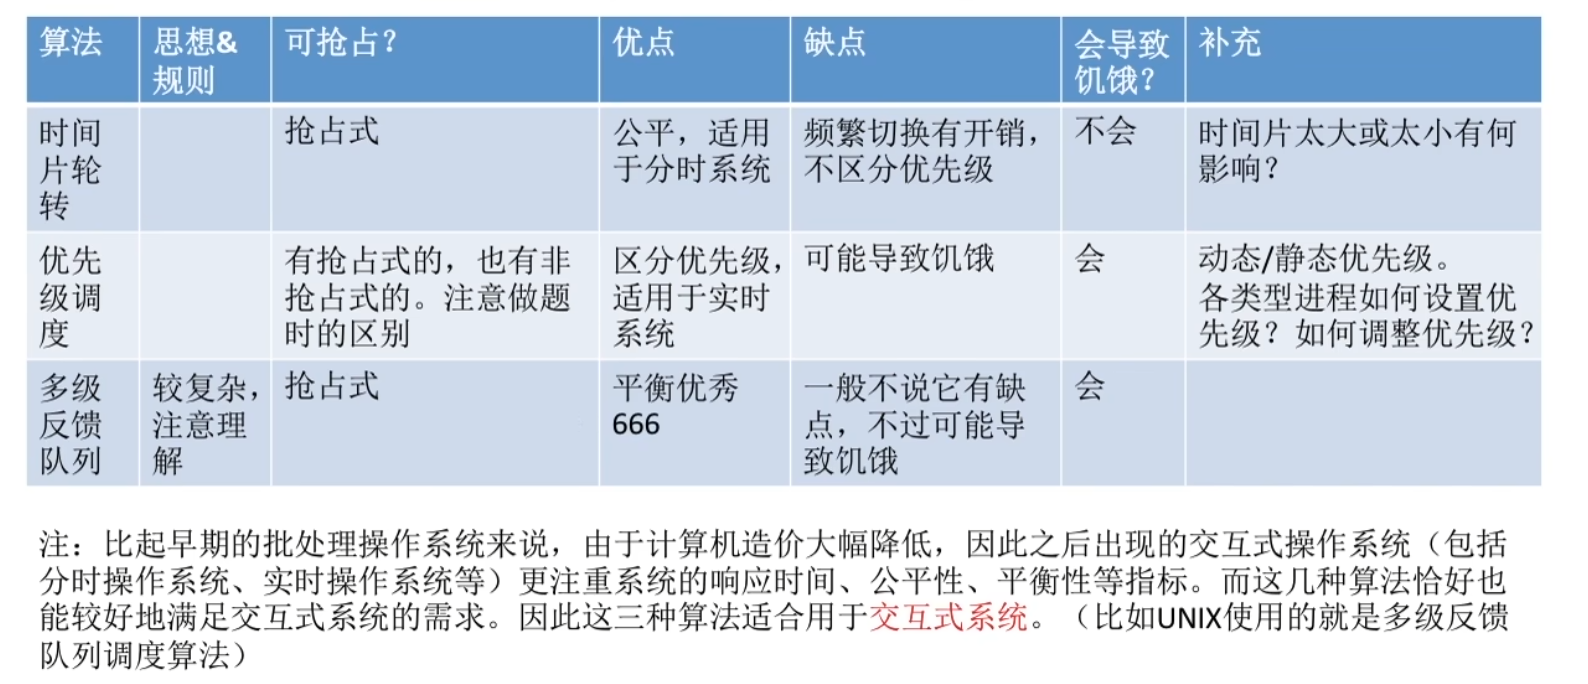 算法
思想&
规则
可抢占？
优点
缺点
会导致
饥饿？
补充
时间
片轮
转
抢占式
公平，适用
于分时系统
频繁切换有开销，
不区分优先级
不会
时间片太大或太小有何
影响？
优先
级调
度
有抢占式的，也有非
抢占式的。注意做题
时的区别
区分优先级，
适用于实时
系统
可能导致饥饿
会
动态/静态优先级。
各类型进程如何设置优
先级？如何调整优先级？
多级
反馈
队列
较复杂，
注意理
解
抢占式
平衡优秀
666
一般不说它有缺
点，不过可能导
致饥饿
会
注：比起早期的批处理操作系统来说，由于计算机造价大幅降低，因此之后出现的交互式操作系统（包括
分时操作系统、实时操作系统等）更注重系统的响应时间、公平性、平衡性等指标。而这几种算法恰好也
能较好地满足交互式系统的需求。因此这三种算法适合用于交互式系统。（比如UNIX使用的就是多级反馈
队列调度算法）